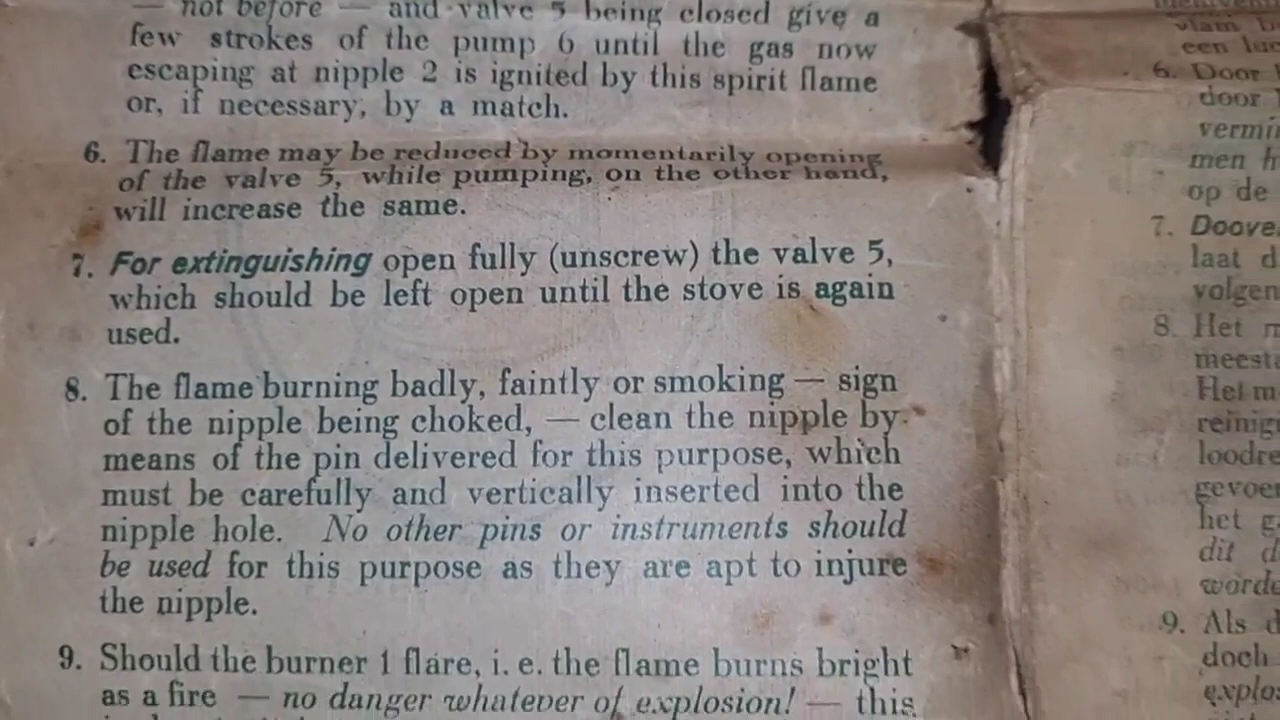 — not before — and valve 5 being closed give a
few strokes of the pump 6 until the gas now
escaping at nipple 2 is ignited by this spirit flame
or, if necessary, by a match.
6. The flame may be reduced by momentarily opening
of the valve 5, while pumping, on the other hand,
will increase the same.
7. For extinguishing open fully (unscrew) the valve 5,
which should be left open until the stove is again
used.
8. The flame burning badly, faintly or smoking — sign
of the nipple being choked, — clean the nipple by
means of the pin delivered for this purpose, which
must be carefully and vertically inserted into the
nipple hole. No other pins or instruments should
be used for this purpose as they are apt to injure
the nipple.
9. Should the burner 1 flare, i. e. the flame burns bright
as a fire — no danger whatever of explosion! — this
vlam
een
6. Door
door
vermi
men h
op de
7. Doove
laat d
volgen
8. Het m
meesta
Het m
reinig
loodre
gevoer
het g
dit d
worde
9. Als d
doch
explos